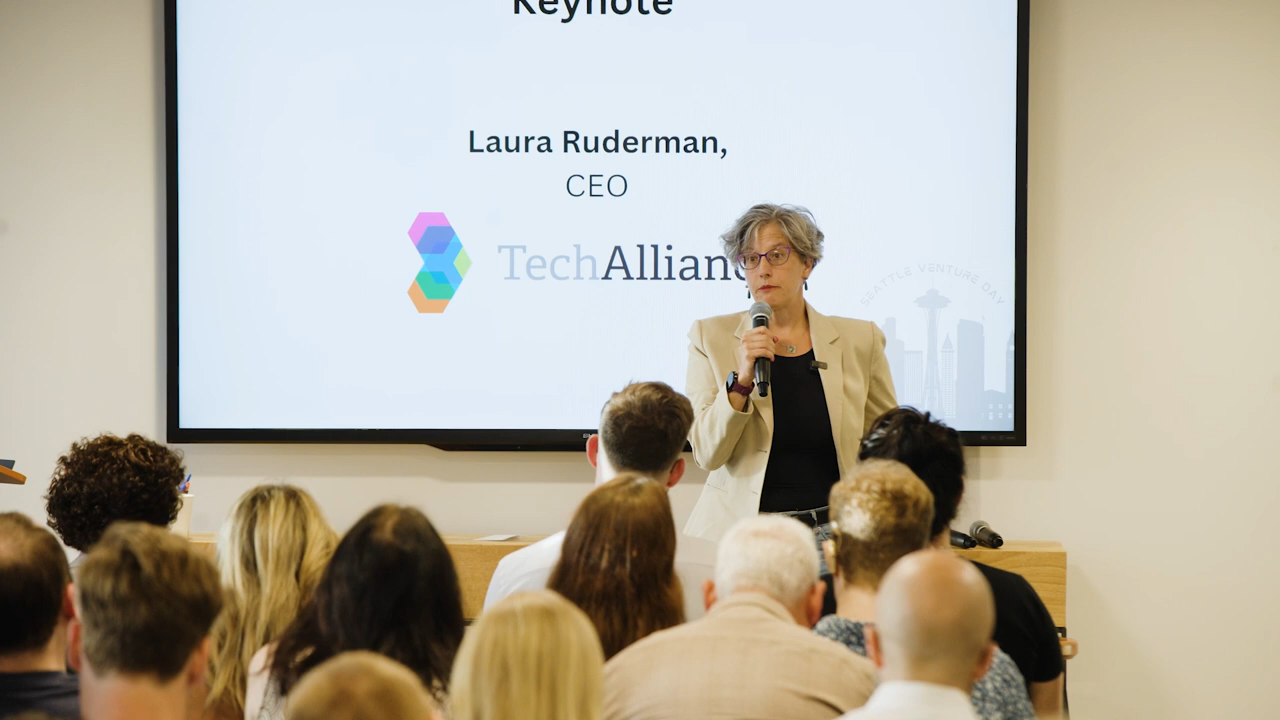 Keynote
Laura Ruderman,
CEO
TechAllianc
SEATTLE VENTURE DAY